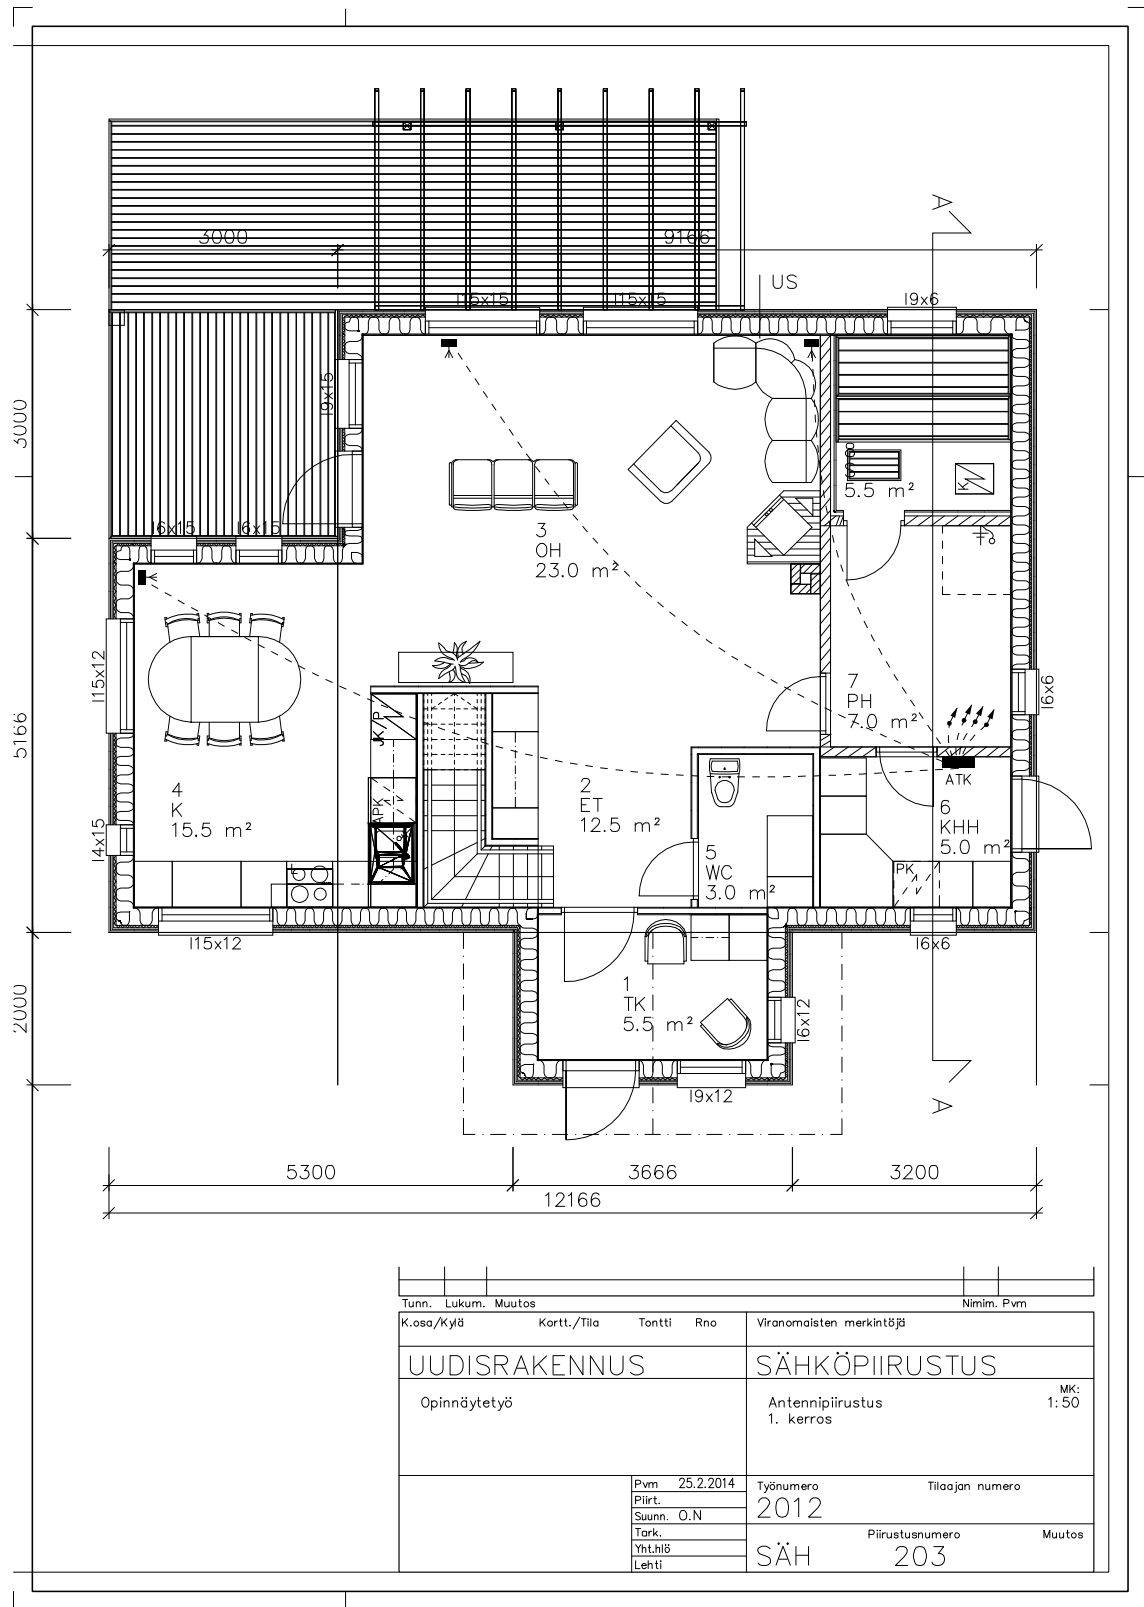 A
3000
9166
US
I15x15
I15x15
I9x6
I9x15
3000
5.5 m²
K
I6x15
I6x15
3
OH
23.0 m²
I15x12
I6x6
JK/P
7
PH
7.0 m²
5166
ATK
4
K
15.5 m²
APK
2
ET
12.5 m²
6
KHH
5.0 m²
I4x15
5
WC
3.0 m²
PK
I15x12
I6x6
1
TK
5.5 m²
I6x12
2000
I9x12
A
5300
3666
3200
12166
Tunn. Lukum. Muutos Nimim. Pvm
K.osa/Kylä Kortt./Tila Tontti Rno Viranomaisten merkintöjä
UUDISRAKENNUS SÄHKÖPIIRUSTUS
MK:
Opinnäytetyö Antennipiirustus 1:50
1. kerros
Pvm 25.2.2014 Työnumero Tilaajan numero
Piirt.
2012
Suunn. O.N
Tark. Piirustusnumero Muutos
Yht.hlö
SÄH 203
Lehti